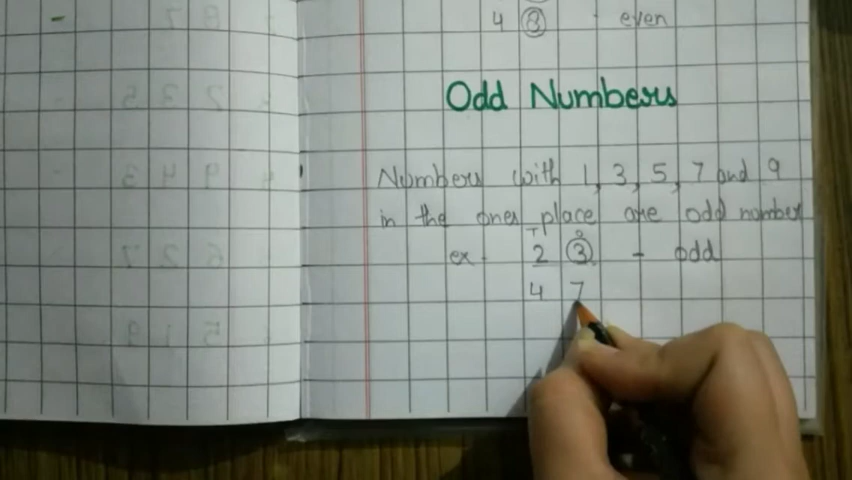 4 8 - even
Odd Numbers
Numbers with 1, 3, 5, 7 and 9
in the ones place are odd number
T O
ex - 2 3 - odd
4 7